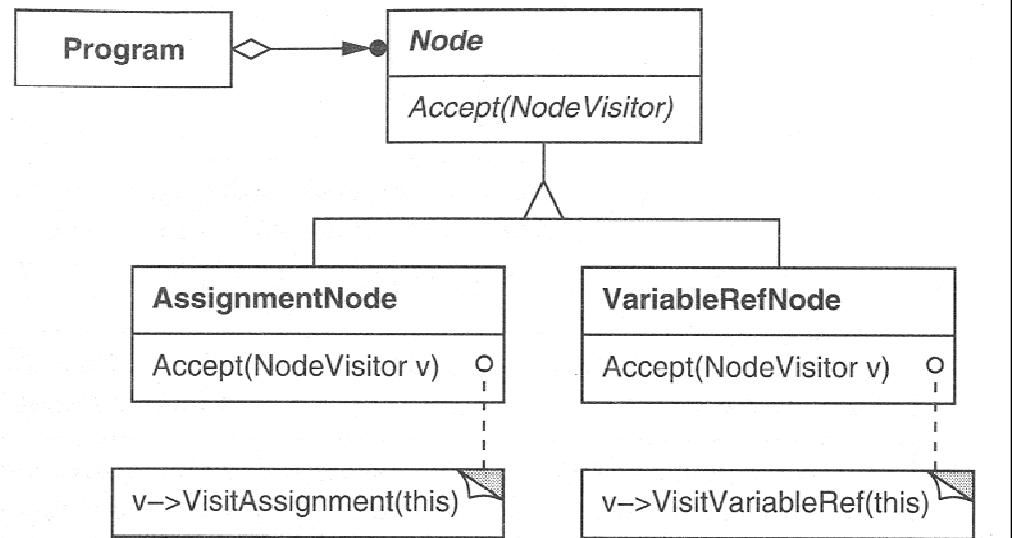 Program
Node
Accept(NodeVisitor)
AssignmentNode
Accept(NodeVisitor v)
VariableRefNode
Accept(NodeVisitor v)
v–>VisitAssignment(this)
v–>VisitVariableRef(this)